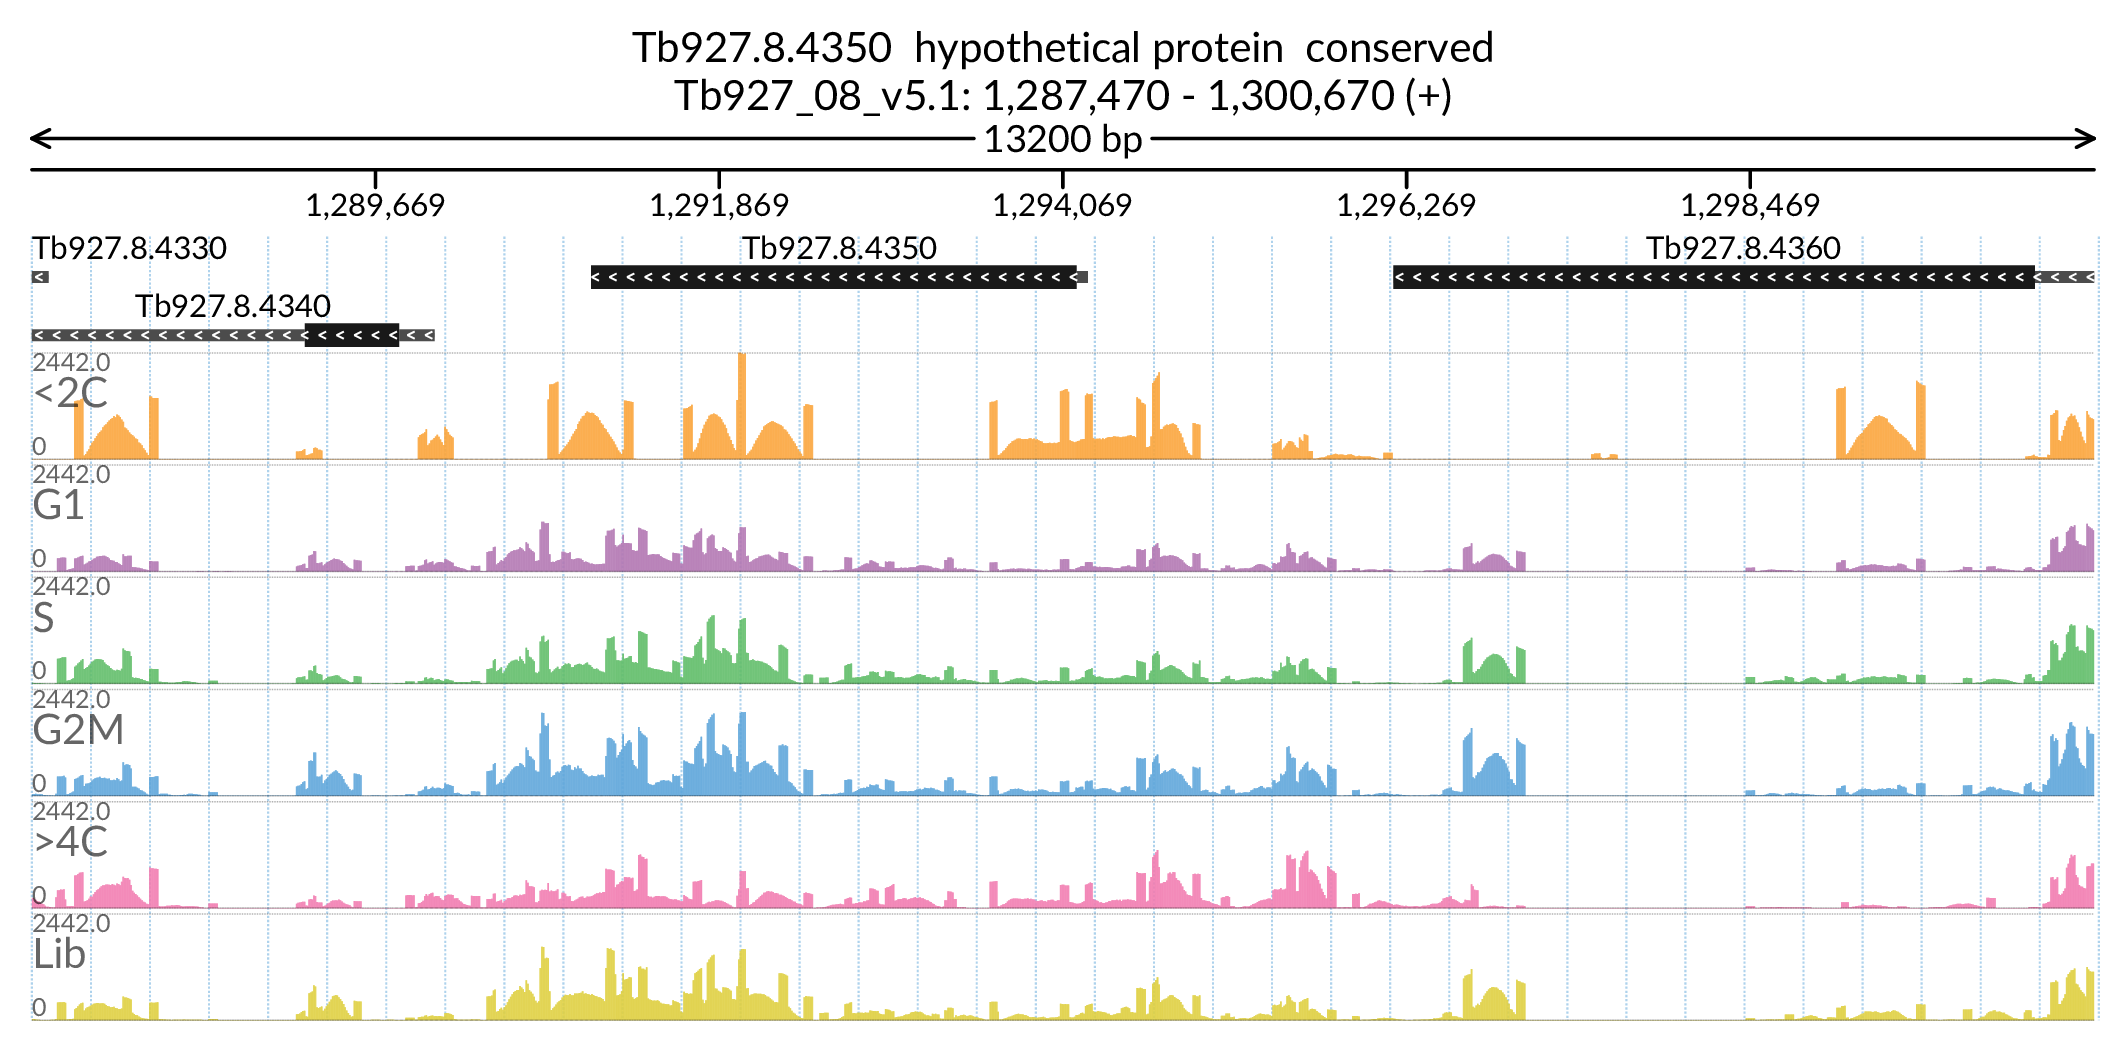 Tb927.8.4350  hypothetical protein  conserved
Tb927_08_v5.1: 1,287,470 - 1,300,670 (+)
13200 bp
1,289,669 1,291,869 1,294,069 1,296,269 1,298,469
Tb927.8.4330 Tb927.8.4350 Tb927.8.4360
Tb927.8.4340
2442.0
<2C
0
2442.0
G1
0
2442.0
S
0
2442.0
G2M
0
2442.0
>4C
0
2442.0
Lib
0